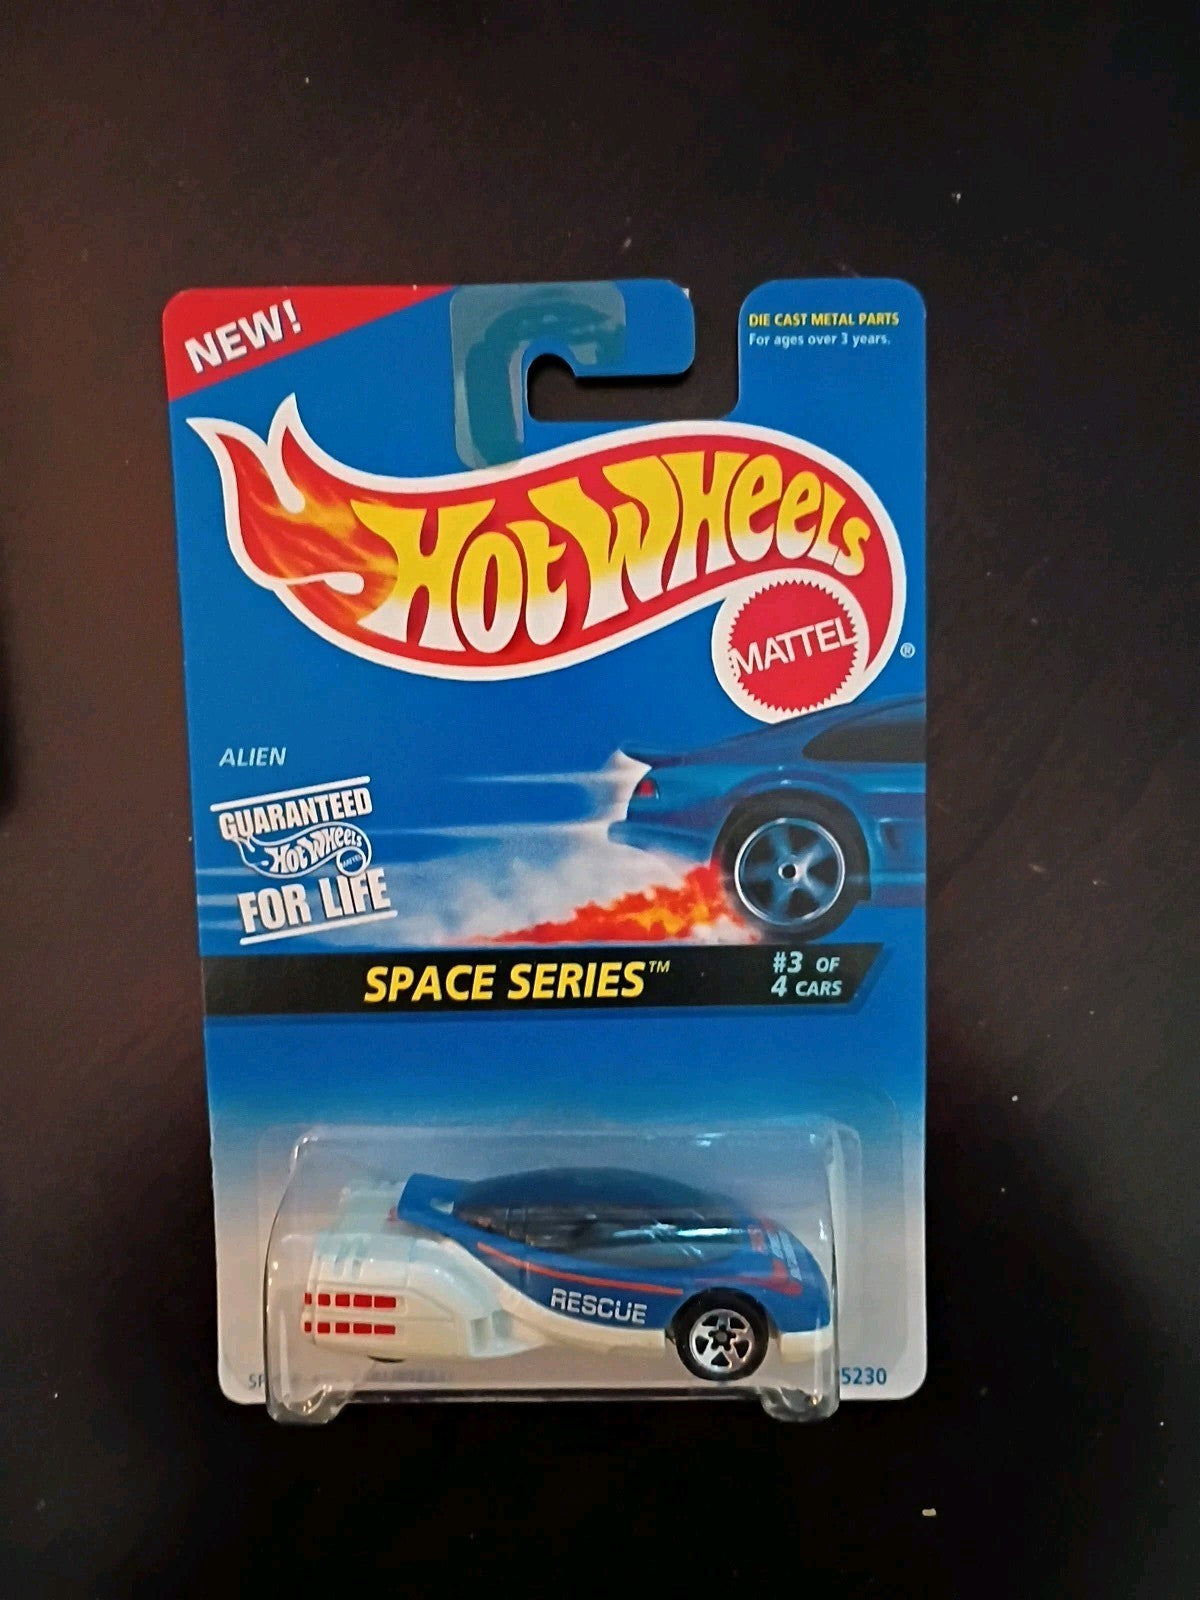 NEW!
DIE CAST METAL PARTS
For ages over 3 years.
HOT WHEELS
MATTEL
®
ALIEN
GUARANTEED
HOT WHEELS
MATTEL
FOR LIFE
SPACE SERIES™
#3 OF
4 CARS
RESCUE
5230